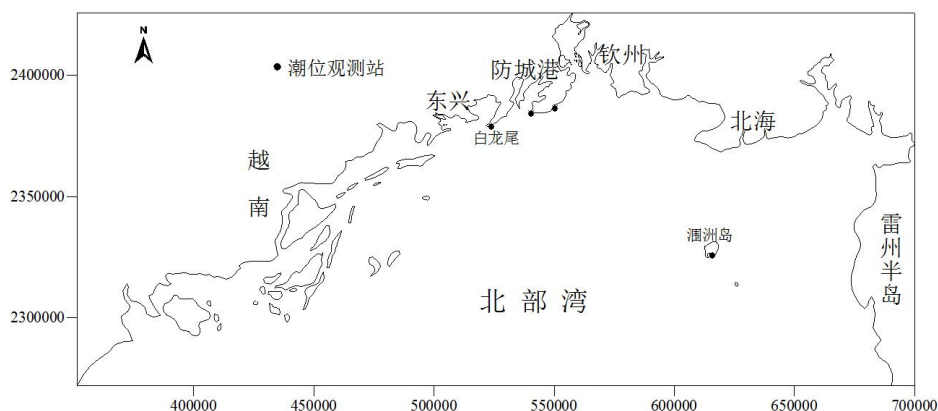 N
2400000
2350000
2300000
潮位观测站
钦州
防城港
东兴
白龙尾
北海
越
南
涠洲岛
雷州半岛
北 部 湾
400000
450000
500000
550000
600000
650000
700000